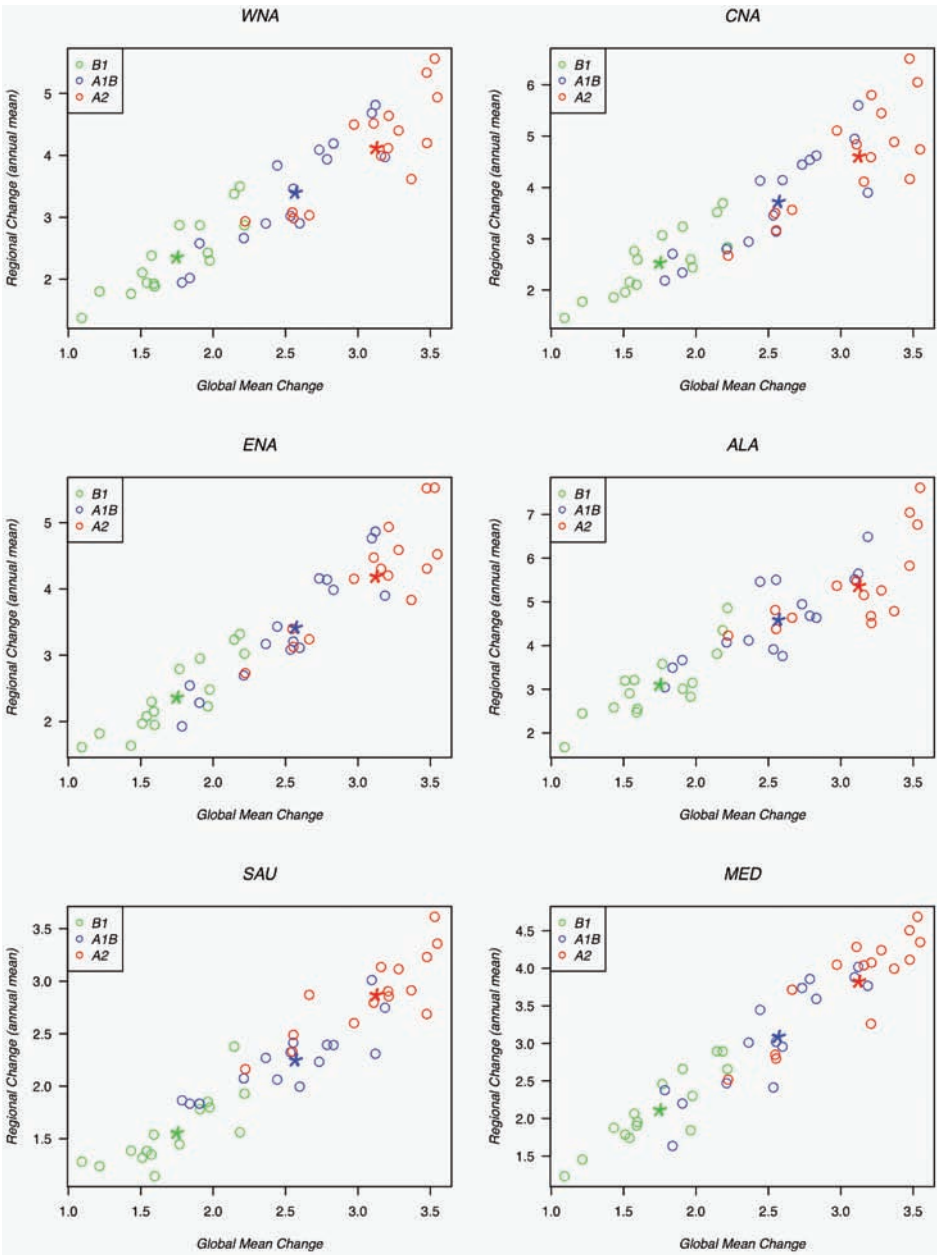 WNA
B1
A1B
A2
Regional Change (annual mean)
5
4
3
2
1.0 1.5 2.0 2.5 3.0 3.5
Global Mean Change
CNA
B1
A1B
A2
Regional Change (annual mean)
6
5
4
3
2
1.0 1.5 2.0 2.5 3.0 3.5
Global Mean Change
ENA
B1
A1B
A2
Regional Change (annual mean)
5
4
3
2
1.0 1.5 2.0 2.5 3.0 3.5
Global Mean Change
ALA
B1
A1B
A2
Regional Change (annual mean)
7
6
5
4
3
2
1.0 1.5 2.0 2.5 3.0 3.5
Global Mean Change
SAU
B1
A1B
A2
Regional Change (annual mean)
3.5
3.0
2.5
2.0
1.5
1.0 1.5 2.0 2.5 3.0 3.5
Global Mean Change
MED
B1
A1B
A2
Regional Change (annual mean)
4.5
4.0
3.5
3.0
2.5
2.0
1.5
1.0 1.5 2.0 2.5 3.0 3.5
Global Mean Change